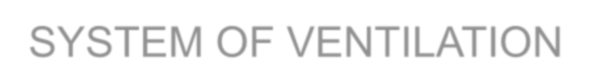 SYSTEM OF VENTILATION